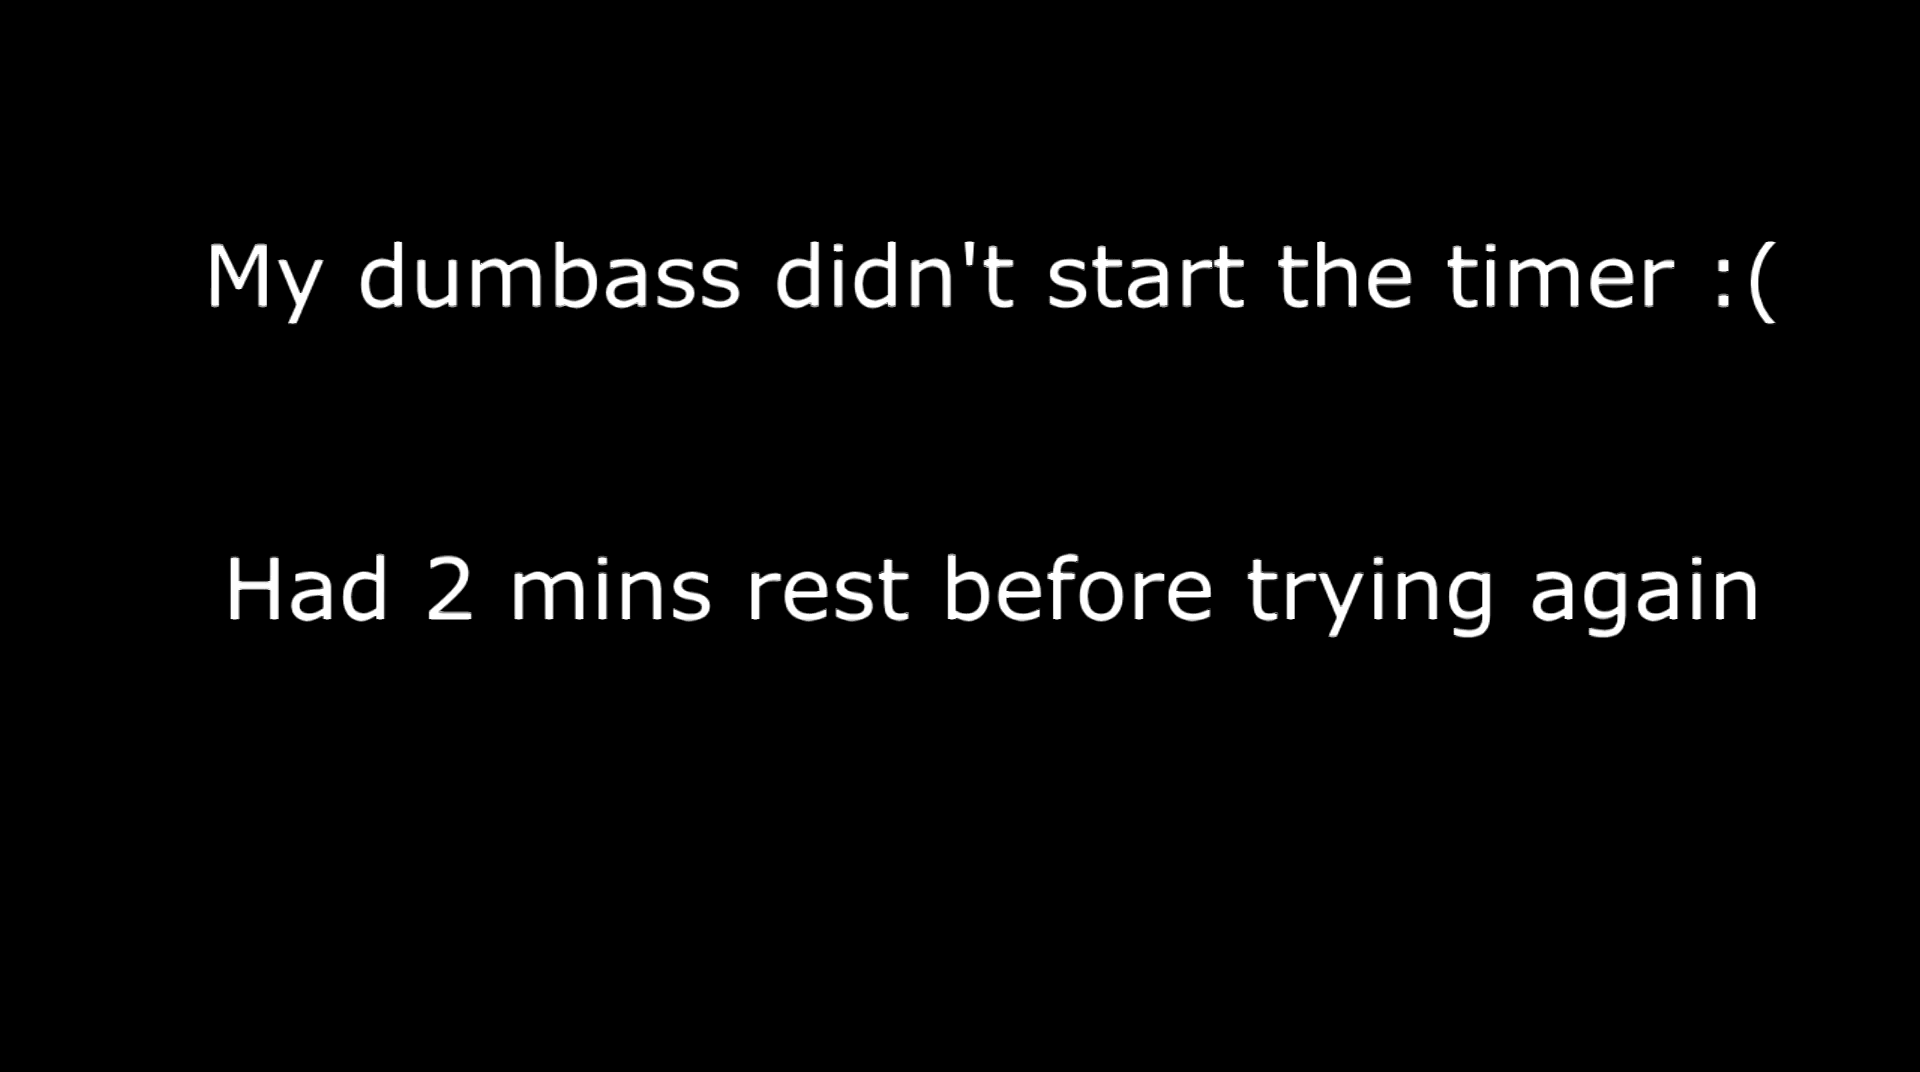 My dumbass didn't start the timer :(
Had 2 mins rest before trying again